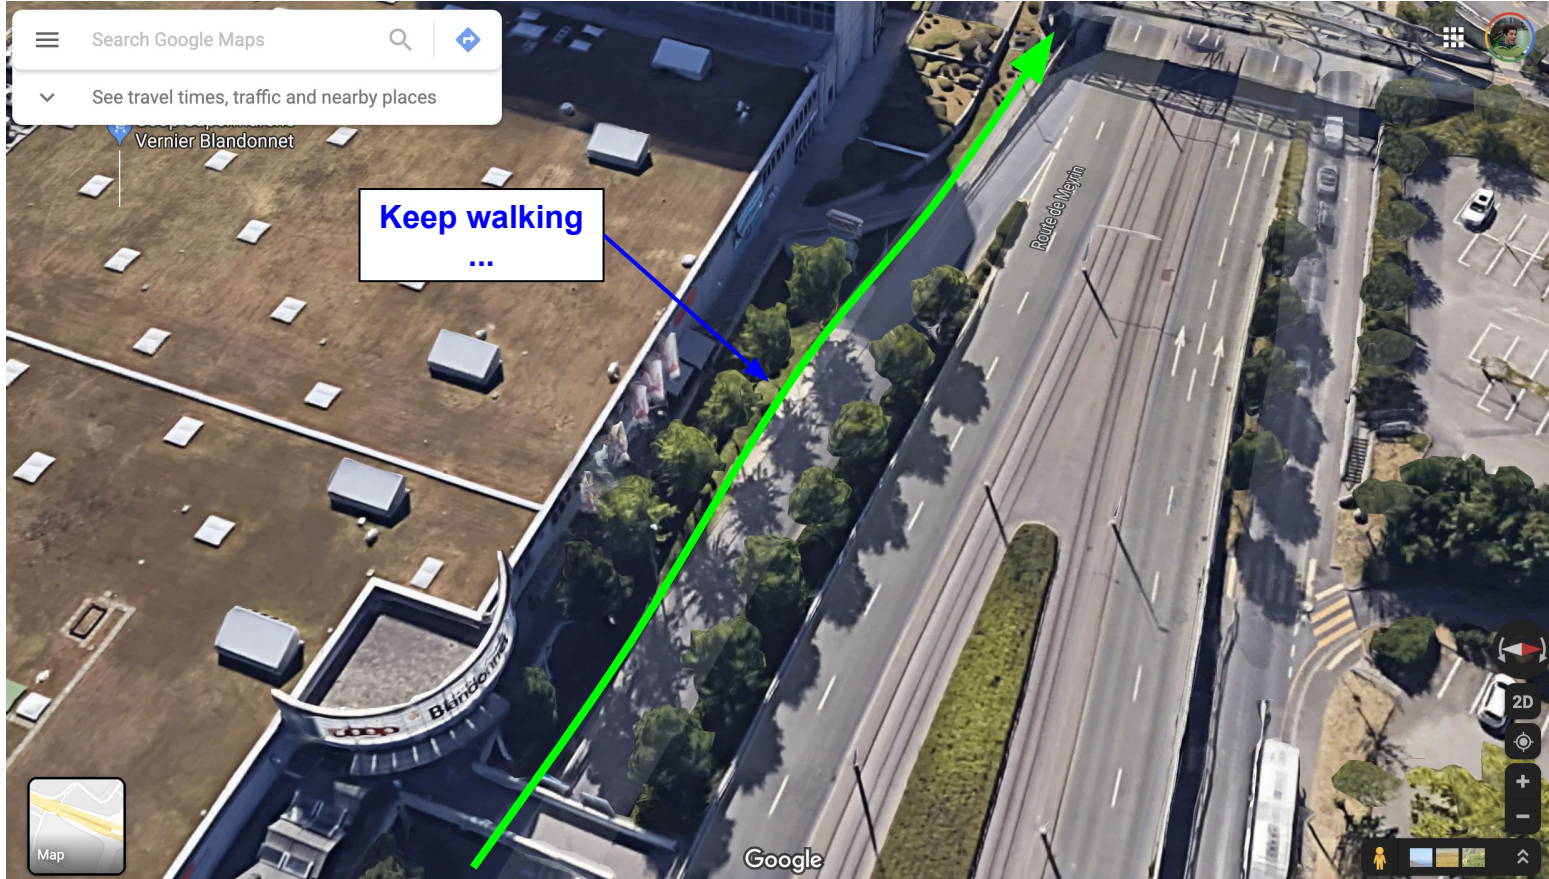 Search Google Maps
See travel times, traffic and nearby places
Vernier Blandonnet
Keep walking
...
Route de Meyrin
coop Blandonnet
2D
Map
Google